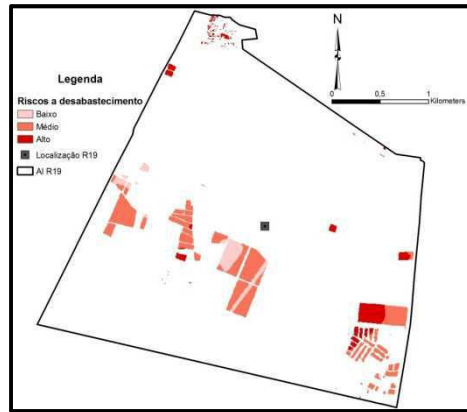 N
0 0,5 1
Kilometers
Legenda
Riscos a desabastecimento
Baixo
Médio
Alto
Localização R19
AI R19